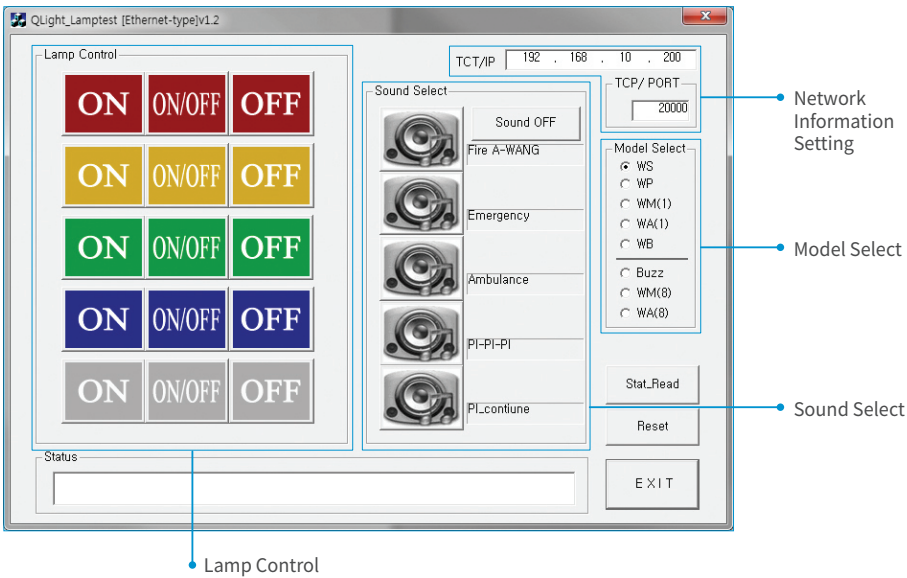 QLight_Lamptest [Ethernet-type]v1.2
x
Lamp Control
ON ON/OFF OFF
ON ON/OFF OFF
ON ON/OFF OFF
ON ON/OFF OFF
ON ON/OFF OFF
Sound Select
Sound OFF
Fire A-WANG
Emergency
Ambulance
PI-PI-PI
PI_contiune
TCT/IP 192 . 168 . 10 . 200
TCP/ PORT
20000
Model Select
WS
WP
WM(1)
WA(1)
WB
Buzz
WM(8)
WA(8)
Stat_Read
Reset
EXIT
Status
Network
Information
Setting
Model Select
Sound Select
Lamp Control